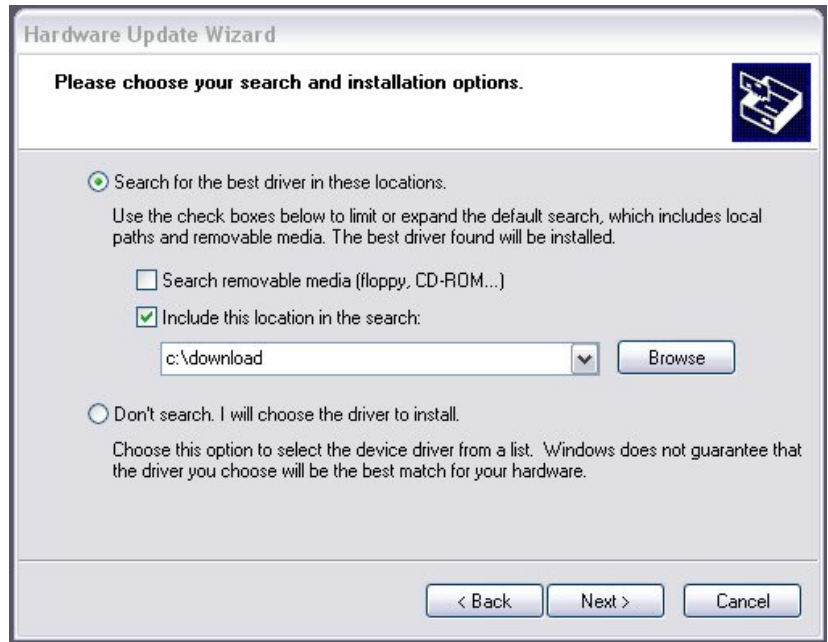 Hardware Update Wizard
Please choose your search and installation options.
Search for the best driver in these locations.
Use the check boxes below to limit or expand the default search, which includes local
paths and removable media. The best driver found will be installed.
Search removable media (floppy, CD-ROM...)
Include this location in the search:
c:\download
Browse
Don't search. I will choose the driver to install.
Choose this option to select the device driver from a list. Windows does not guarantee that
the driver you choose will be the best match for your hardware.
< Back Next > Cancel